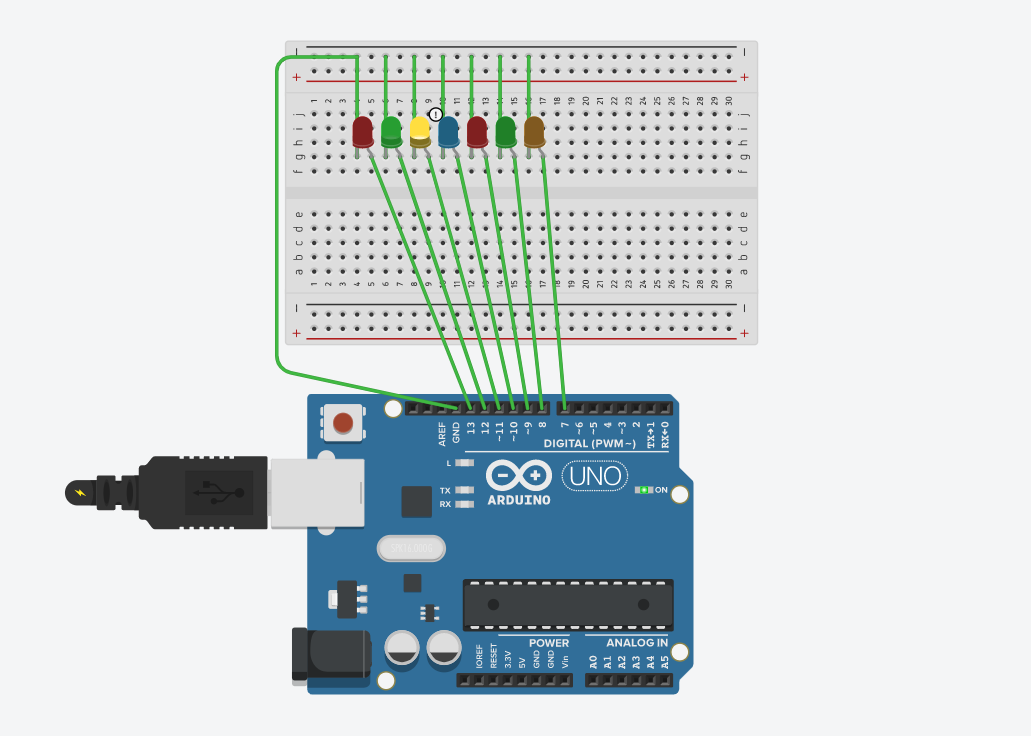 − −
+ +
1 2 3 4 5 6 7 8 9 10 11 12 13 14 15 16 17 18 19 20 21 22 23 24 25 26 27 28 29 30
j j
i i
h h
g g
f f
!
e e
d d
c c
b b
a a
1 2 3 4 5 6 7 8 9 10 11 12 13 14 15 16 17 18 19 20 21 22 23 24 25 26 27 28 29 30
− −
+ +
AREF GND 13 12 ~11 ~10 ~9 8 7 ~6 ~5 4 ~3 2 TX→1 RX←0
DIGITAL (PWM~)
L
TX
RX
ARDUINO
UNO
ON
POWER
ANALOG IN
IOREF RESET 3.3V 5V GND GND Vin A0 A1 A2 A3 A4 A5